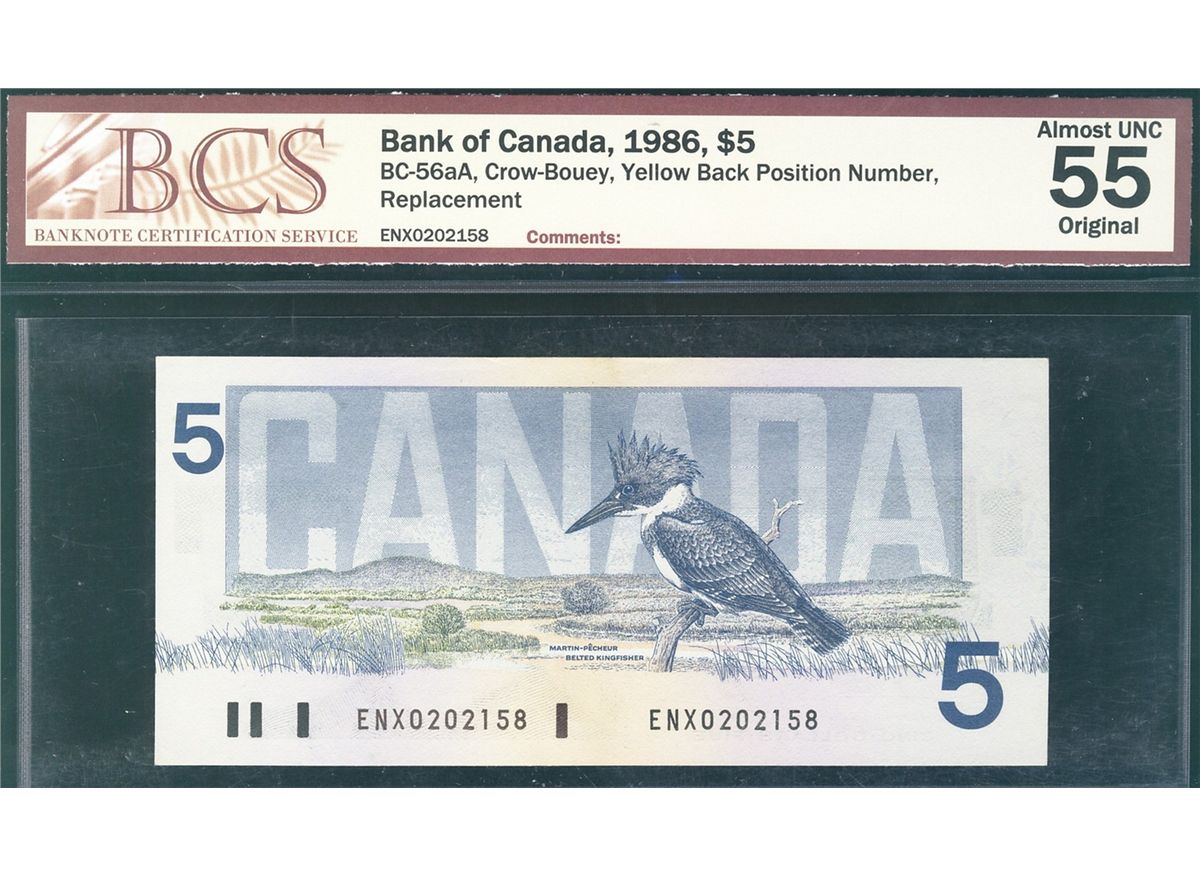 BCS
BANKNOTE CERTIFICATION SERVICE
Bank of Canada, 1986, $5
BC-56aA, Crow-Bouey, Yellow Back Position Number,
Replacement
ENX0202158 Comments:
Almost UNC
55
Original
5
CANADA
MARTIN-PÊCHEUR
BELTED KINGFISHER
5
ENX0202158 ENX0202158